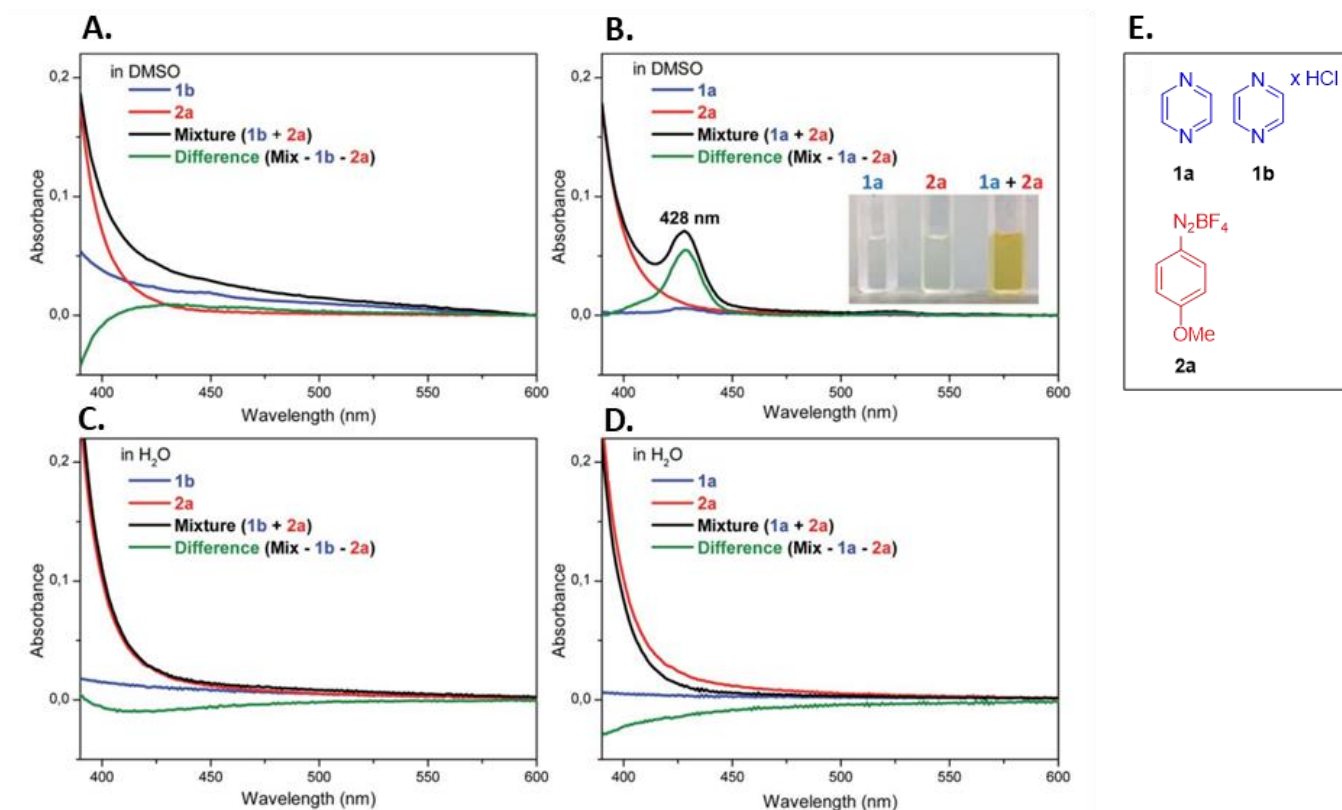 A.
in DMSO
1b
2a
Mixture (1b + 2a)
Difference (Mix - 1b - 2a)
0,2
0,1
0,0
Absorbance
400 450 500 550 600
Wavelength (nm)
B.
in DMSO
1a
2a
Mixture (1a + 2a)
Difference (Mix - 1a - 2a)
428 nm
1a 2a 1a + 2a
0,2
0,1
0,0
Absorbance
400 450 500 550 600
Wavelength (nm)
C.
in H₂O
1b
2a
Mixture (1b + 2a)
Difference (Mix - 1b - 2a)
0,2
0,1
0,0
Absorbance
400 450 500 550 600
Wavelength (nm)
D.
in H₂O
1a
2a
Mixture (1a + 2a)
Difference (Mix - 1a - 2a)
0,2
0,1
0,0
Absorbance
400 450 500 550 600
Wavelength (nm)
E.
N N x HCl
N N
1a 1b
N₂BF₄
OMe
2a